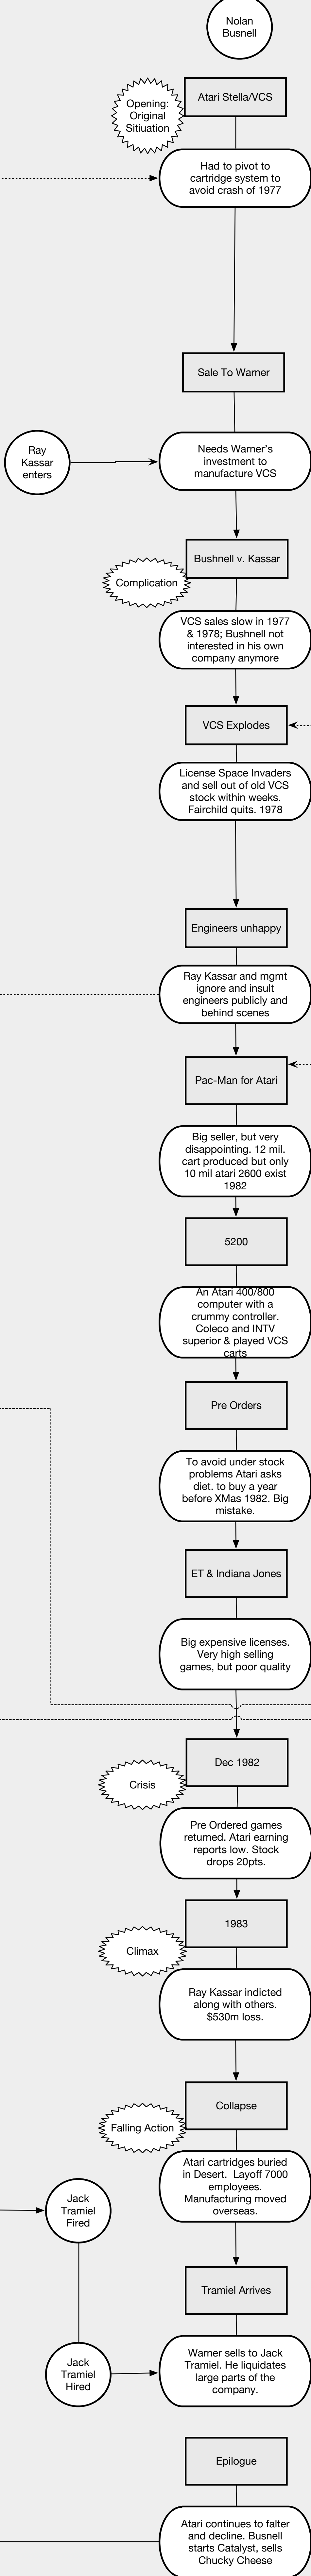 Nolan
Busnell
Atari Stella/VCS
Opening:
Original
Sitiuation
Had to pivot to
cartridge system to
avoid crash of 1977
Sale To Warner
Ray
Kassar
enters
Needs Warner's
investment to
manufacture VCS
Bushnell v. Kassar
Complication
VCS sales slow in 1977
& 1978; Bushnell not
interested in his own
company anymore
VCS Explodes
License Space Invaders
and sell out of old VCS
stock within weeks.
Fairchild quits. 1978
Engineers unhappy
Ray Kassar and mgmt
ignore and insult
engineers publicly and
behind scenes
Pac-Man for Atari
Big seller, but very
disappointing. 12 mil.
cart produced but only
10 mil atari 2600 exist
1982
5200
An Atari 400/800
computer with a
crummy controller.
Coleco and INTV
superior & played VCS
carts
Pre Orders
To avoid under stock
problems Atari asks
diet. to buy a year
before XMas 1982. Big
mistake.
ET & Indiana Jones
Big expensive licenses.
Very high selling
games, but poor quality
Dec 1982
Crisis
Pre Ordered games
returned. Atari earning
reports low. Stock
drops 20pts.
1983
Climax
Ray Kassar indicted
along with others.
$530m loss.
Collapse
Falling Action
Atari cartridges buried
in Desert. Layoff 7000
employees.
Manufacturing moved
overseas.
Jack
Tramiel
Fired
Tramiel Arrives
Jack
Tramiel
Hired
Warner sells to Jack
Tramiel. He liquidates
large parts of the
company.
Epilogue
Atari continues to falter
and decline. Busnell
starts Catalyst, sells
Chucky Cheese